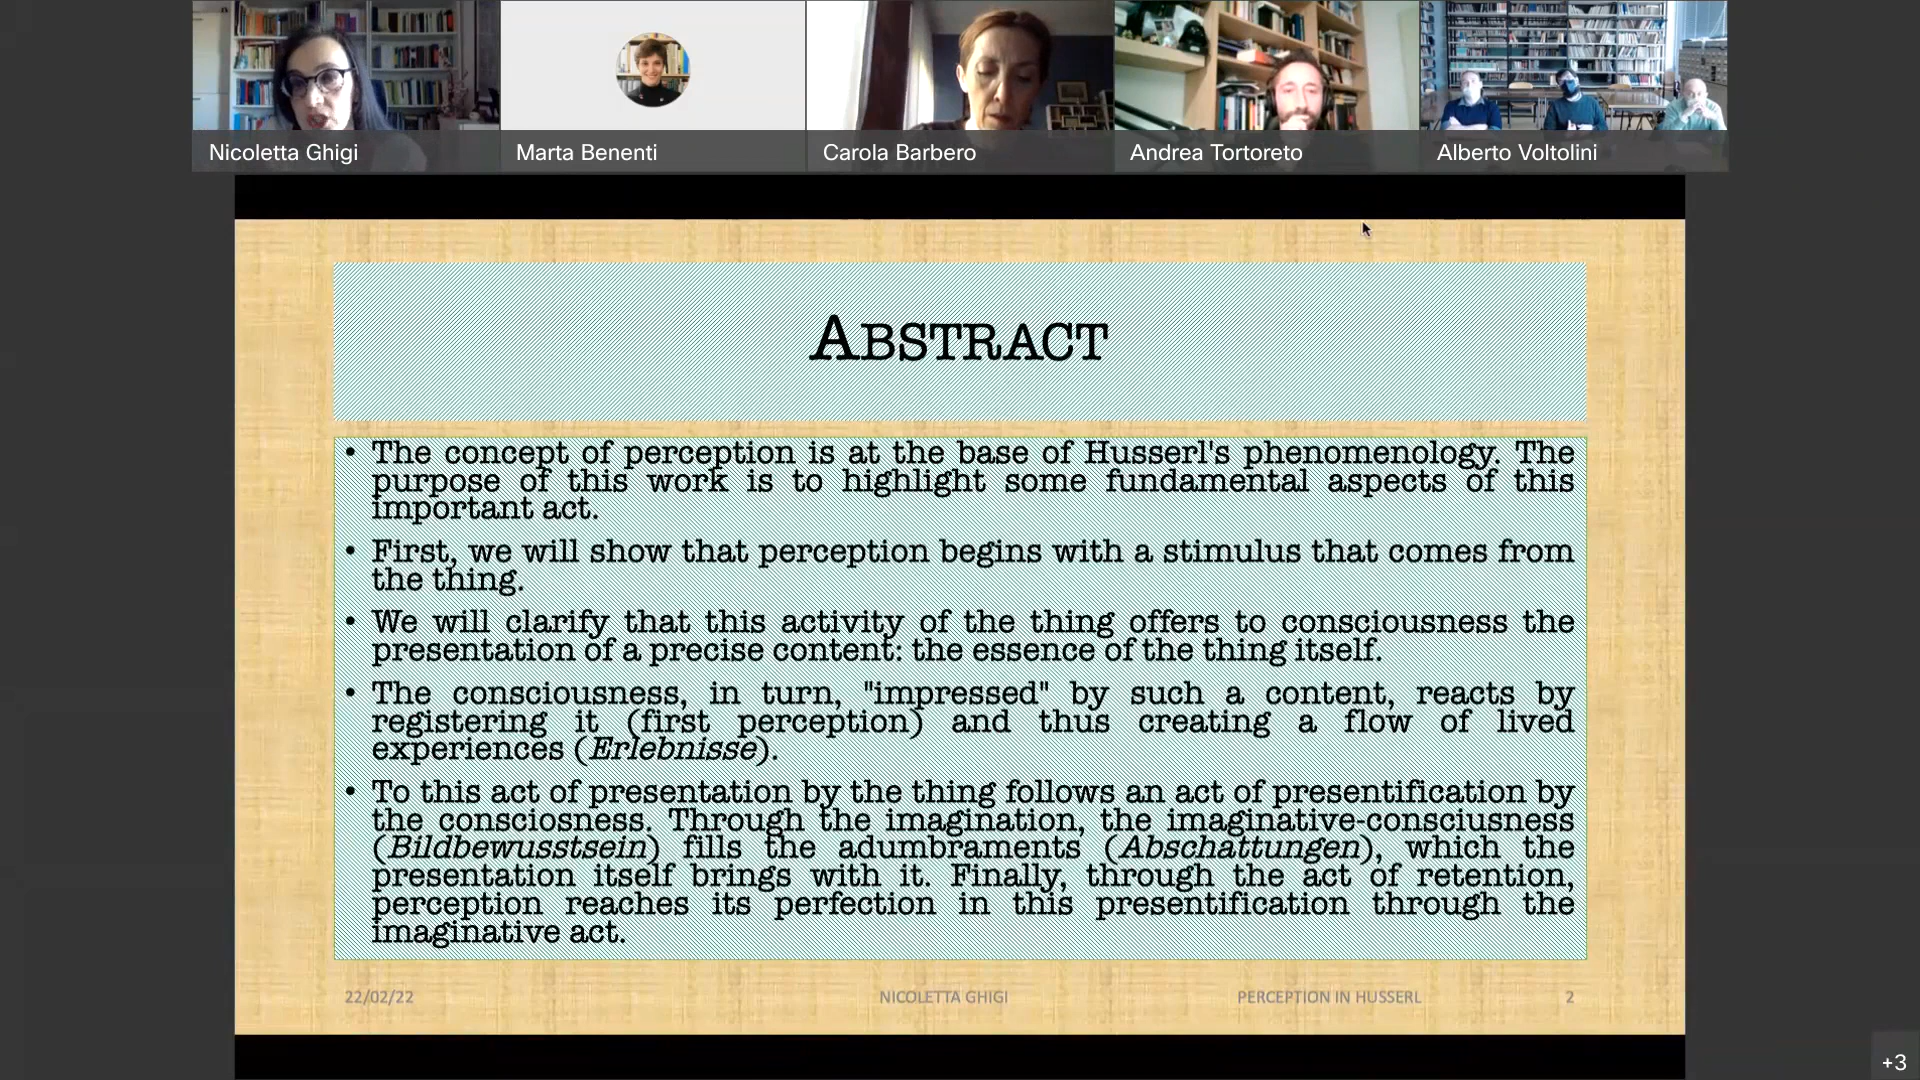 Nicoletta Ghigi
Marta Benenti
Carola Barbero
Andrea Tortoreto
Alberto Voltolini
ABSTRACT
• The concept of perception is at the base of Husserl's phenomenology. The
purpose of this work is to highlight some fundamental aspects of this
important act.
• First, we will show that perception begins with a stimulus that comes from
the thing.
• We will clarify that this activity of the thing offers to consciousness the
presentation of a precise content: the essence of the thing itself.
• The consciousness, in turn, "impressed" by such a content, reacts by
registering it (first perception) and thus creating a flow of lived
experiences (Erlebnisse).
• To this act of presentation by the thing follows an act of presentification by
the consciosness. Through the imagination, the imaginative-consciusness
(Bildbewusstsein) fills the adumbraments (Abschattungen), which the
presentation itself brings with it. Finally, through the act of retention,
perception reaches its perfection in this presentification through the
imaginative act.
22/02/22
NICOLETTA GHIGI
PERCEPTION IN HUSSERL
2
+3